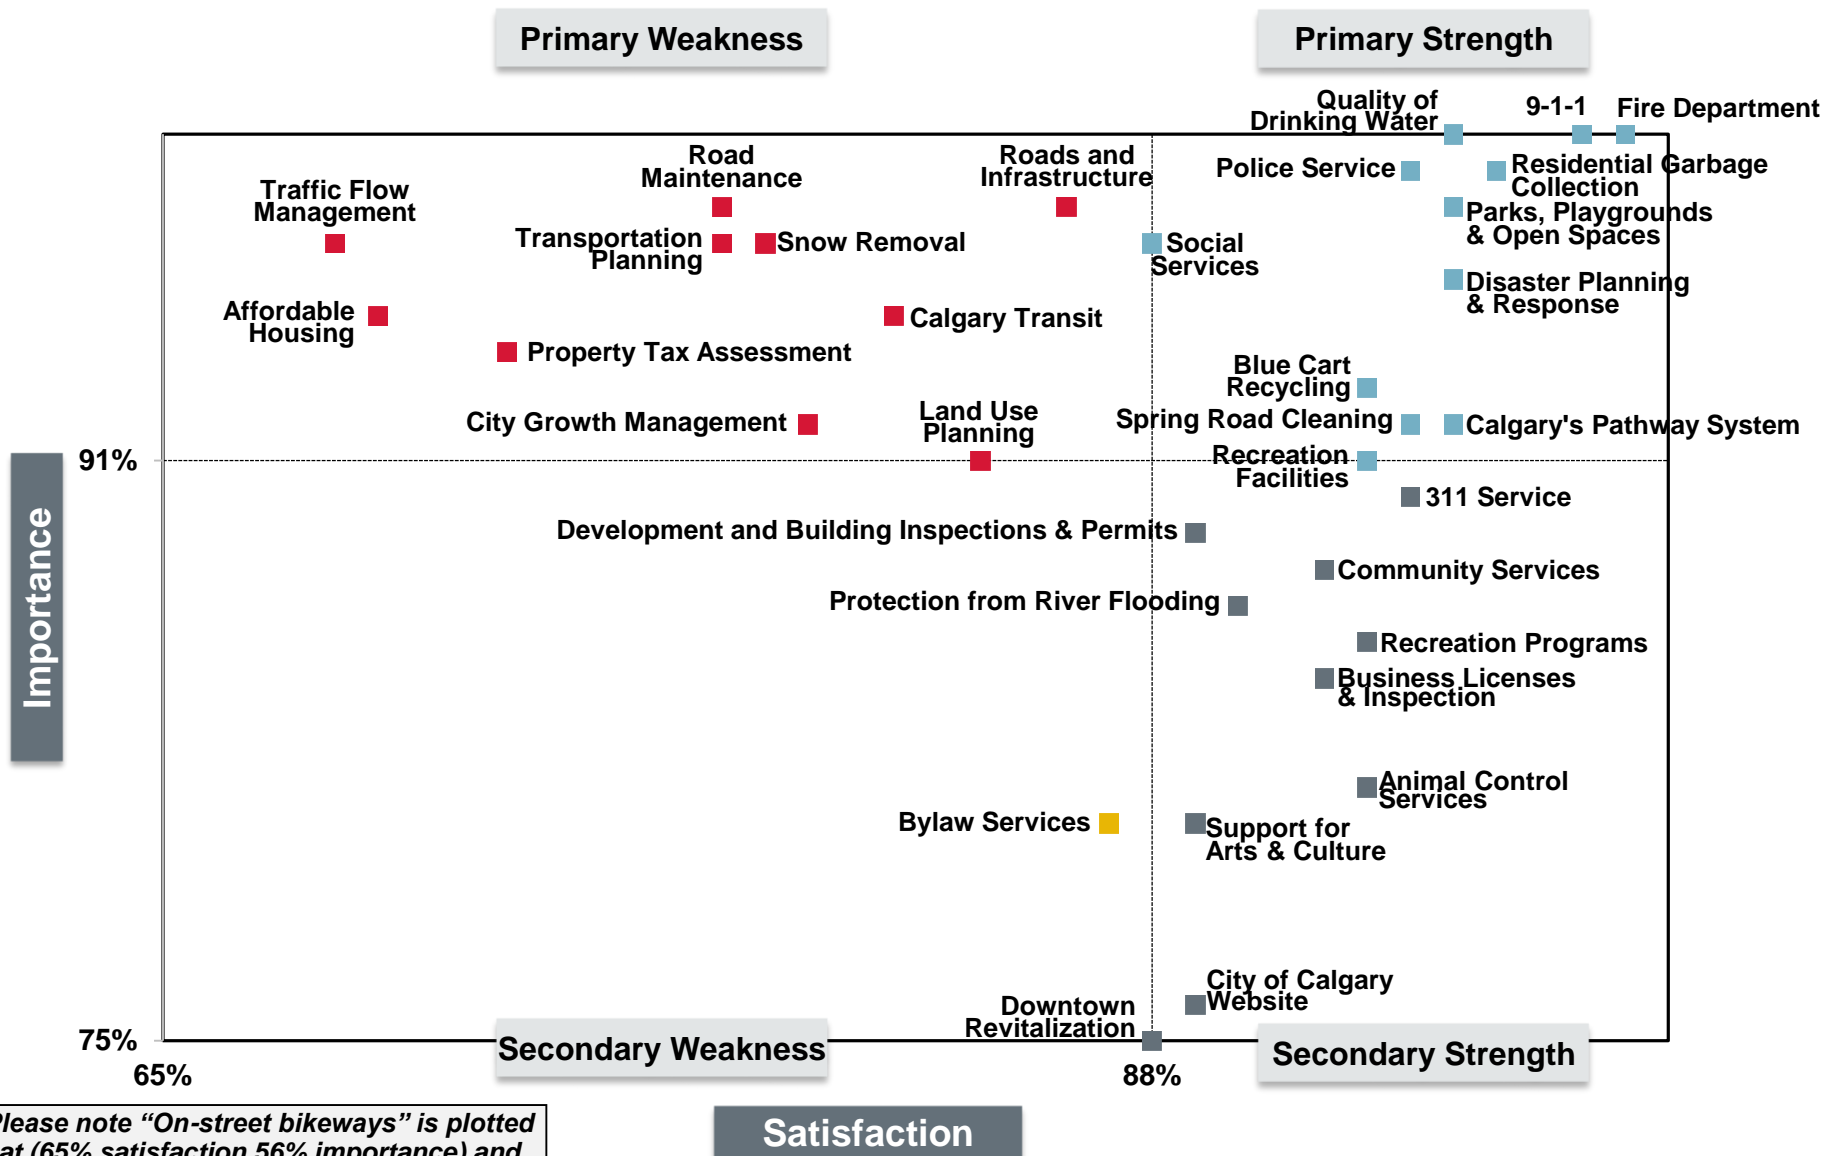 Primary Weakness
Primary Strength
Quality of
Drinking Water
9-1-1
Fire Department
Road
Maintenance
Roads and
Infrastructure
Police Service
Residential Garbage
Collection
Traffic Flow
Management
Parks, Playgrounds
& Open Spaces
Transportation
Planning
Snow Removal
Social
Services
Disaster Planning
& Response
Affordable
Housing
Calgary Transit
Property Tax Assessment
Blue Cart
Recycling
City Growth Management
Land Use
Planning
Spring Road Cleaning
Calgary's Pathway System
91%
Recreation
Facilities
311 Service
Development and Building Inspections & Permits
Community Services
Importance
Protection from River Flooding
Recreation Programs
Business Licenses
& Inspection
Animal Control
Services
Bylaw Services
Support for
Arts & Culture
City of Calgary
Website
Downtown
Revitalization
75%
Secondary Weakness
Secondary Strength
65%
88%
Please note “On-street bikeways” is plotted
at (65% satisfaction 56% importance) and
Satisfaction